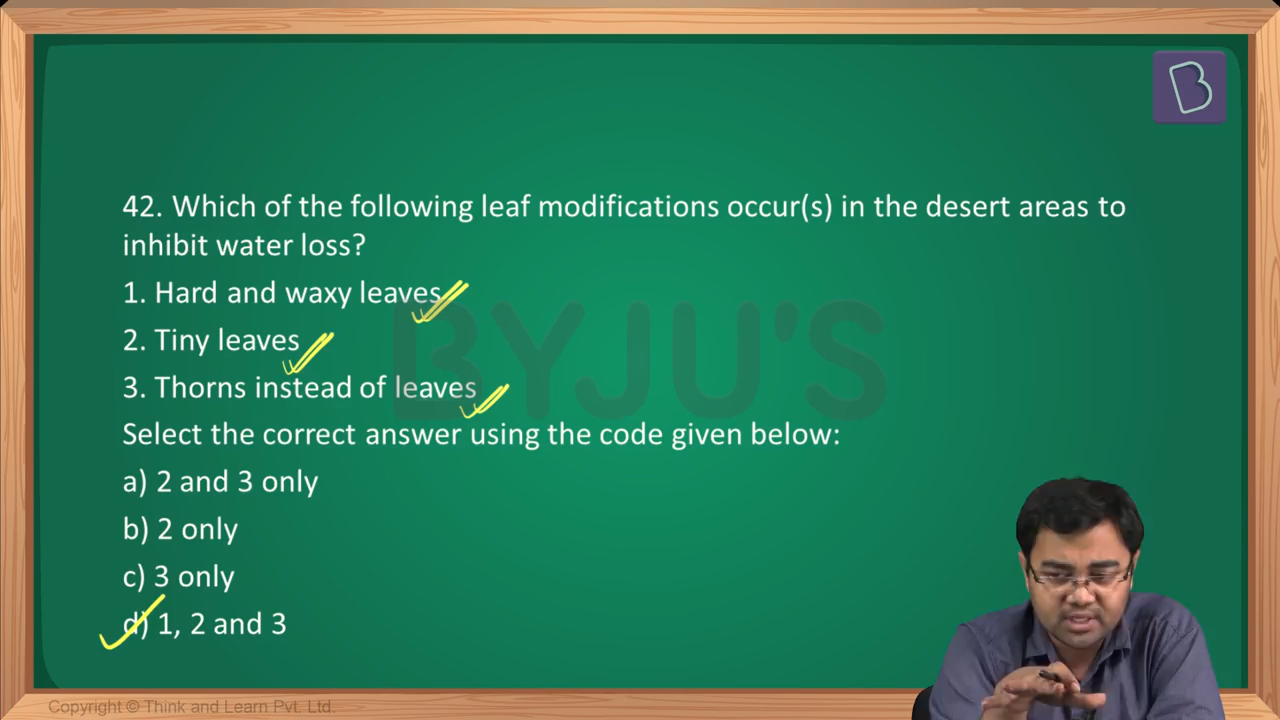 B
42. Which of the following leaf modifications occur(s) in the desert areas to
inhibit water loss?
1. Hard and waxy leaves
2. Tiny leaves
3. Thorns instead of leaves
BYJU'S
Select the correct answer using the code given below:
a) 2 and 3 only
b) 2 only
c) 3 only
d) 1, 2 and 3
Copyright © Think and Learn Pvt. Ltd.